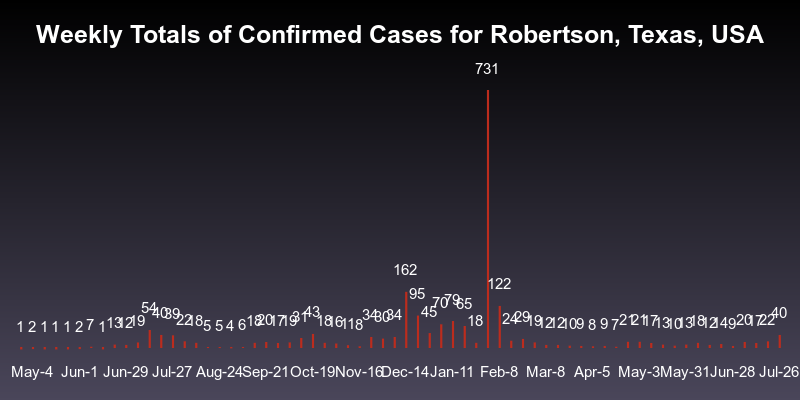 Weekly Totals of Confirmed Cases for Robertson, Texas, USA
1 2 1 1 1 2 7 1 13 12 19 54 40 39 22 18 5 5 4 6 18 20 17 19 31 43 18 16 11 8 34 30 34 162 95 45 70 79 65 18 731 122 24 29 19 12 12 10 9 8 9 7 21 21 17 13 10 13 18 12 14 9 20 17 22 40
May-4 Jun-1 Jun-29 Jul-27 Aug-24 Sep-21 Oct-19 Nov-16 Dec-14 Jan-11 Feb-8 Mar-8 Apr-5 May-3 May-31 Jun-28 Jul-26